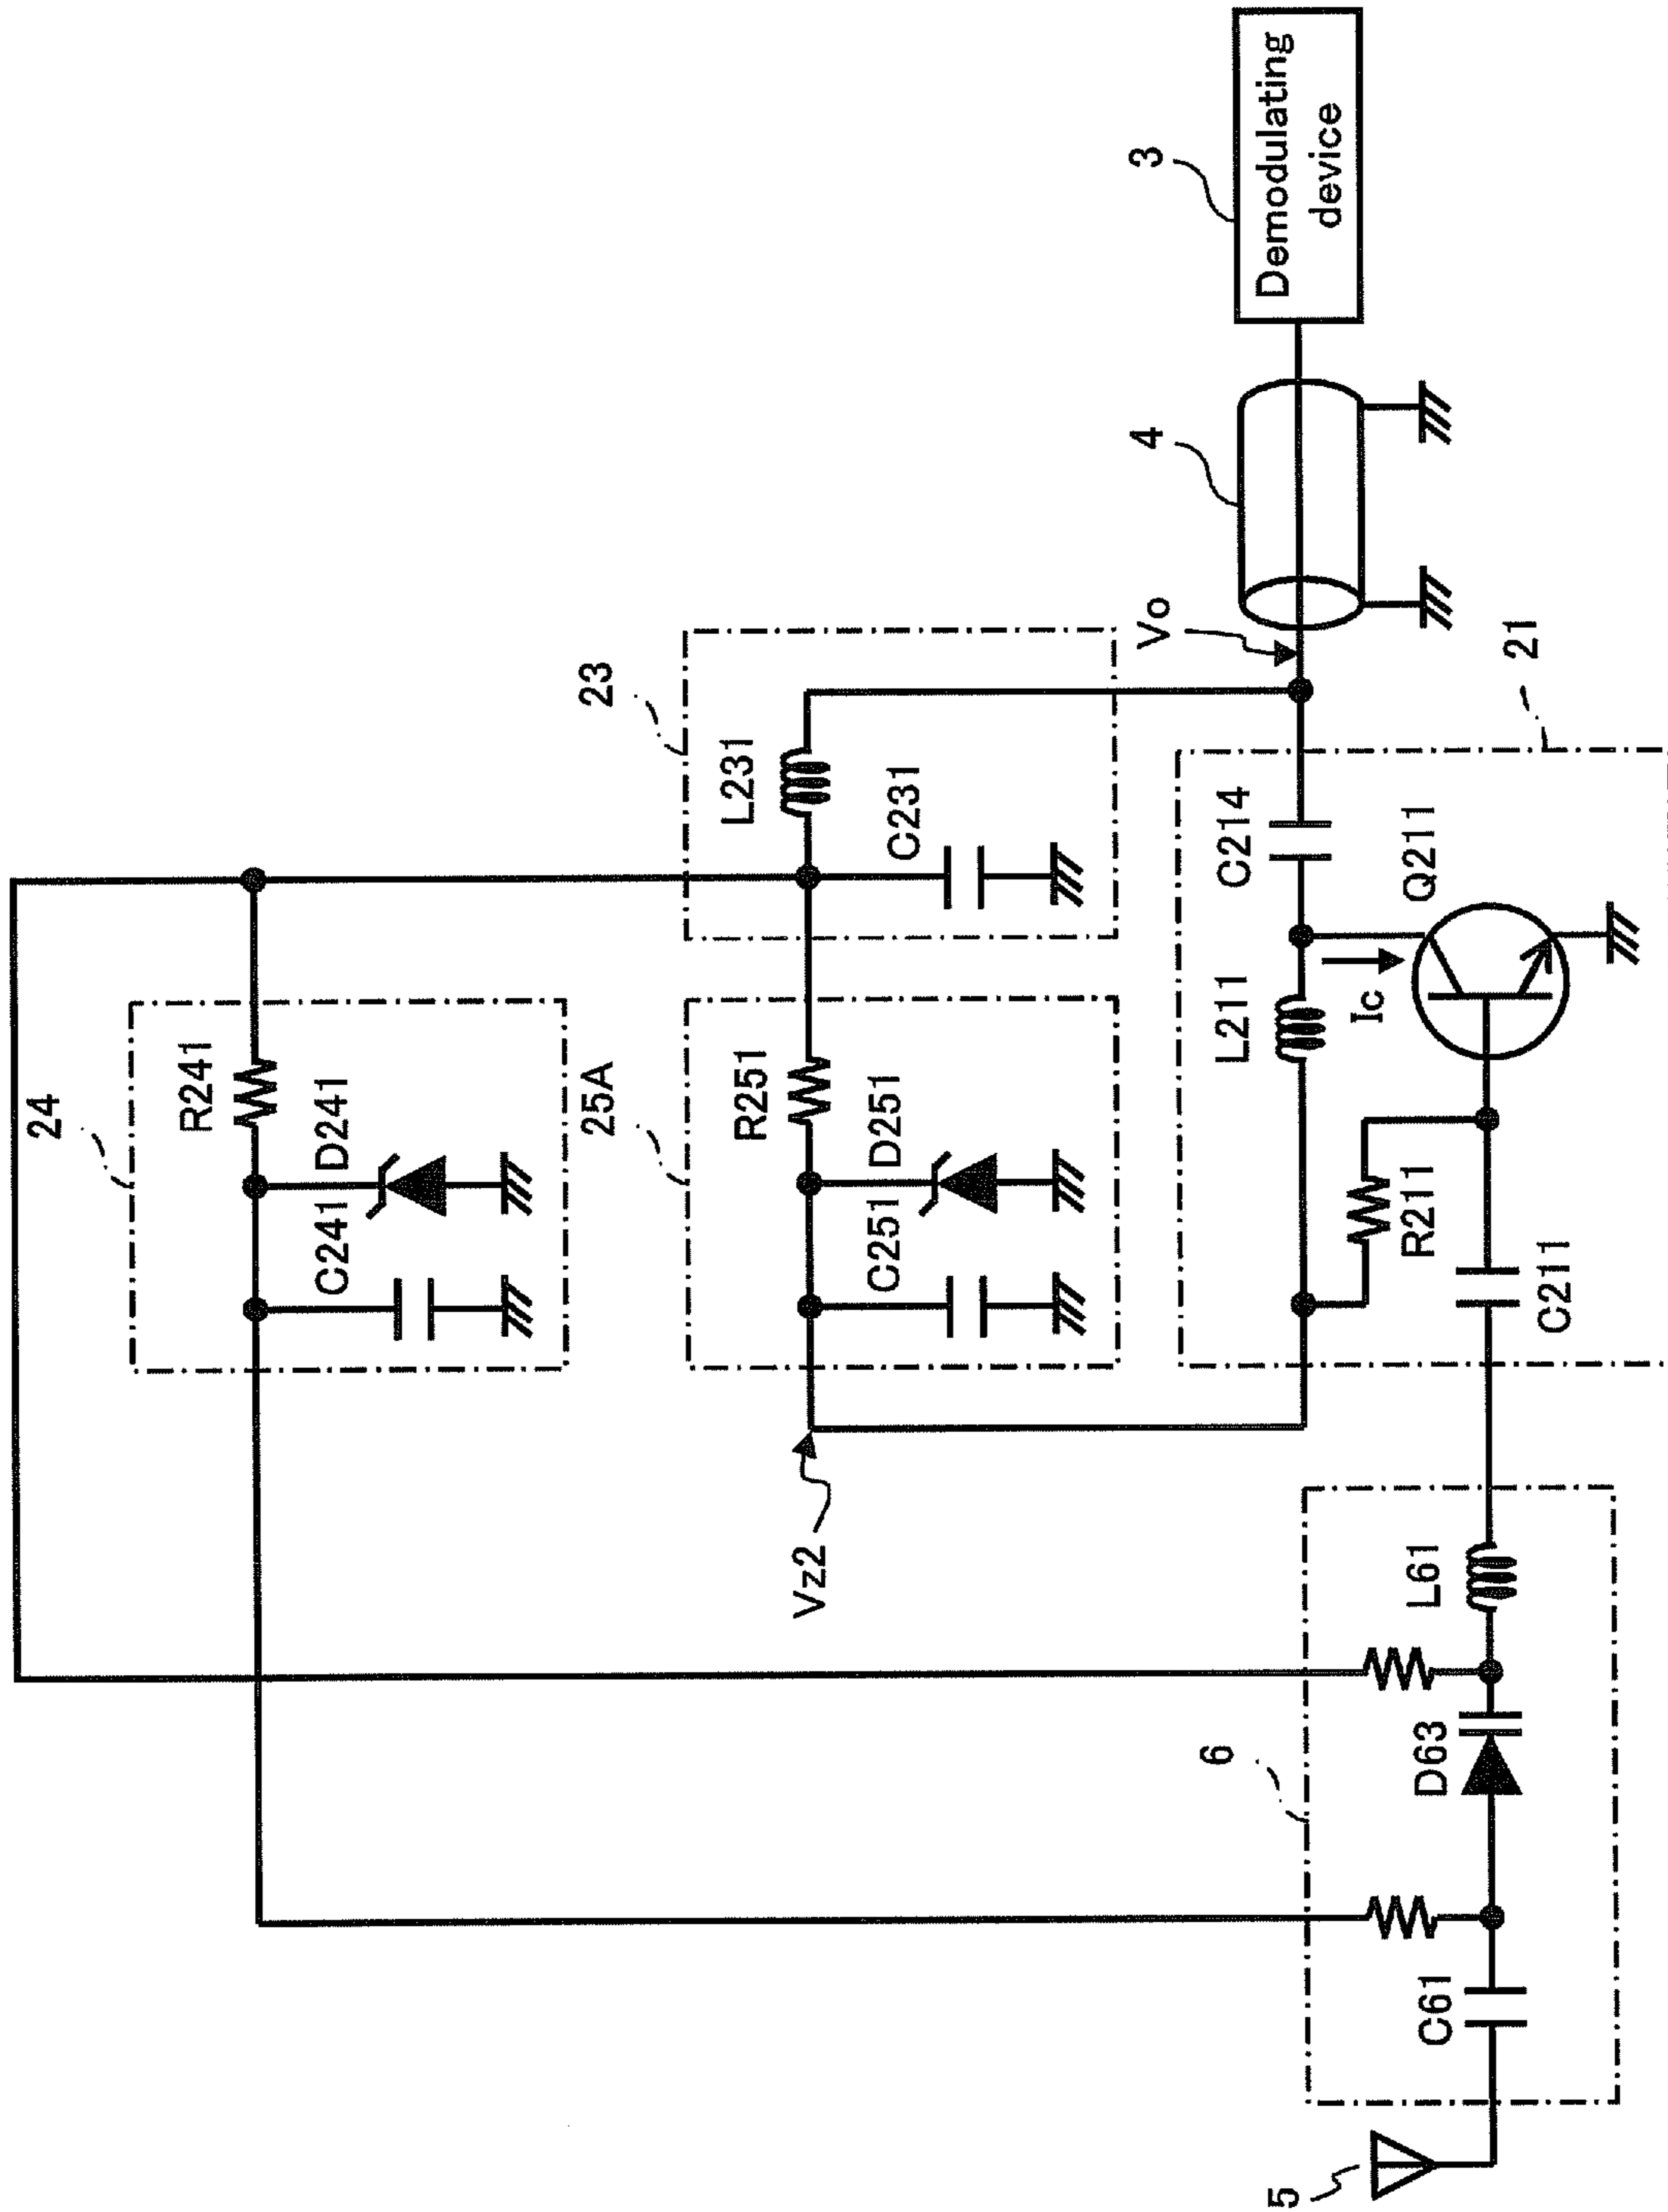 24
R241
D241
C241
23
L231
C231
25A
R251
D251
C251
Vz2
Vo
4
3
Demodulating
device
21
L211
C214
Ic
Q211
R211
C211
6
L61
D63
C61
5